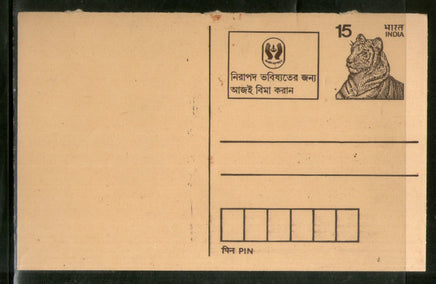 15 भारत
INDIA
নিরাপদ ভবিষ্যতের জন্য
আজই বিমা করান
पिन PIN